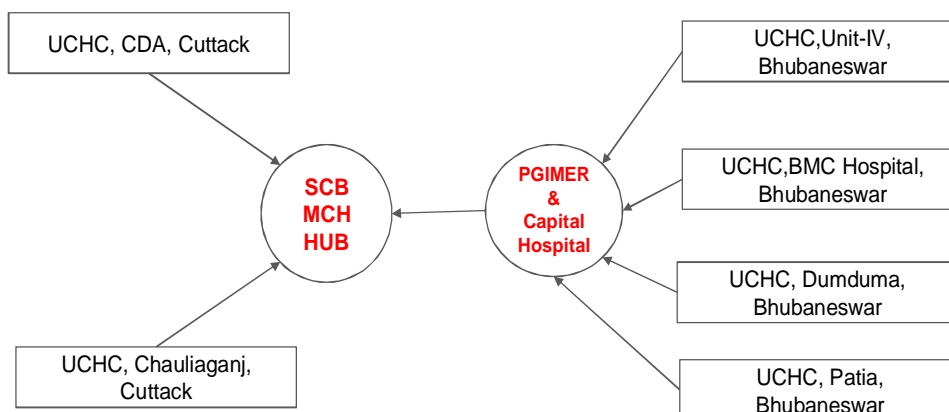 UCHC, CDA, Cuttack
UCHC, Chauliaganj,
Cuttack
SCB
MCH
HUB
PGIMER
&
Capital
Hospital
UCHC,Unit-IV,
Bhubaneswar
UCHC,BMC Hospital,
Bhubaneswar
UCHC, Dumduma,
Bhubaneswar
UCHC, Patia,
Bhubaneswar